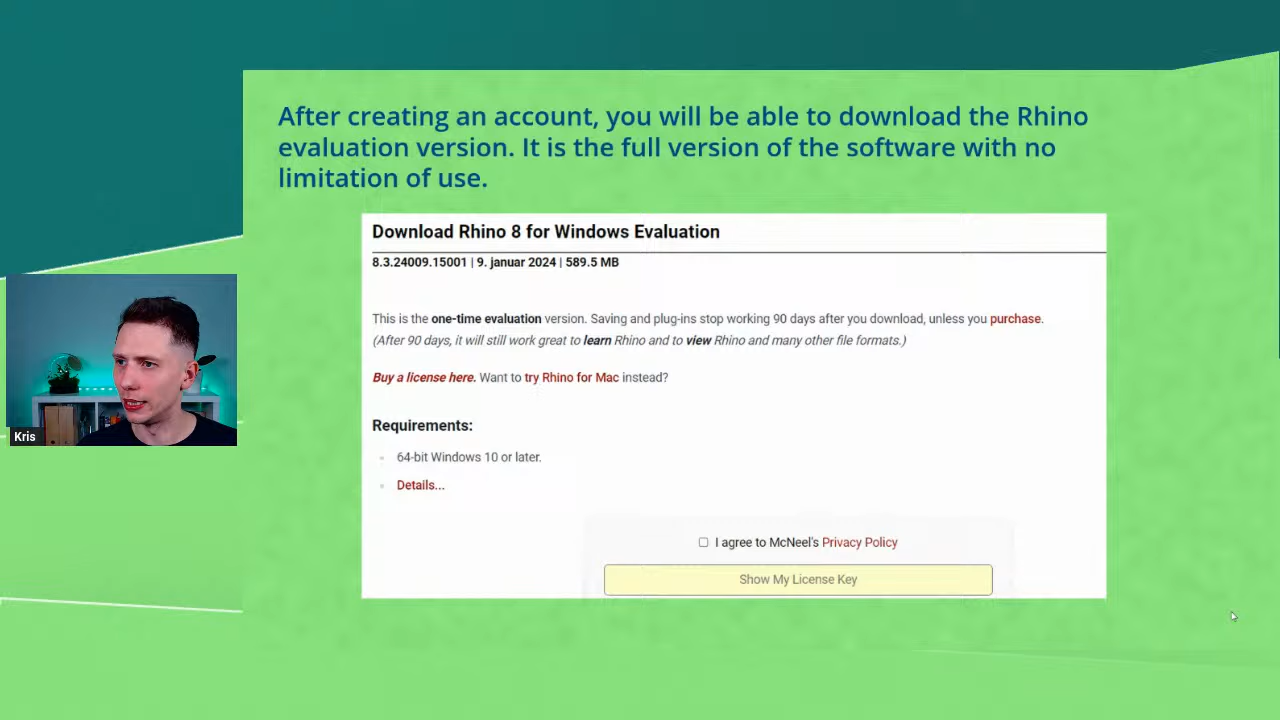 After creating an account, you will be able to download the Rhino
evaluation version. It is the full version of the software with no
limitation of use.
Download Rhino 8 for Windows Evaluation
8.3.24009.15001 | 9. januar 2024 | 589.5 MB
This is the one-time evaluation version. Saving and plug-ins stop working 90 days after you download, unless you purchase.
(After 90 days, it will still work great to learn Rhino and to view Rhino and many other file formats.)
Buy a license here. Want to try Rhino for Mac instead?
Requirements:
64-bit Windows 10 or later.
Details...
I agree to McNeel's Privacy Policy
Show My License Key
Kris